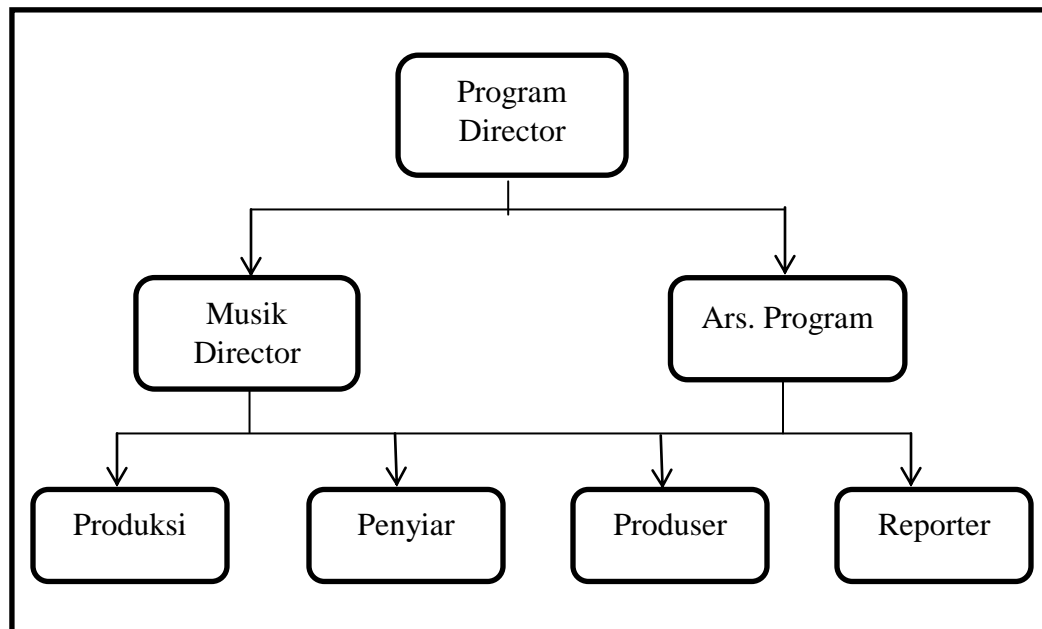 Program
Director
Musik
Director
Ars. Program
Produksi
Penyiar
Produser
Reporter